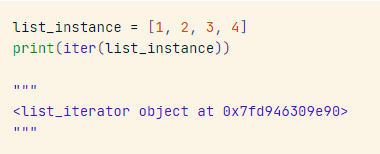 list_instance = [1, 2, 3, 4]
print(iter(list_instance))
"""
<list_iterator object at 0x7fd946309e90>
"""